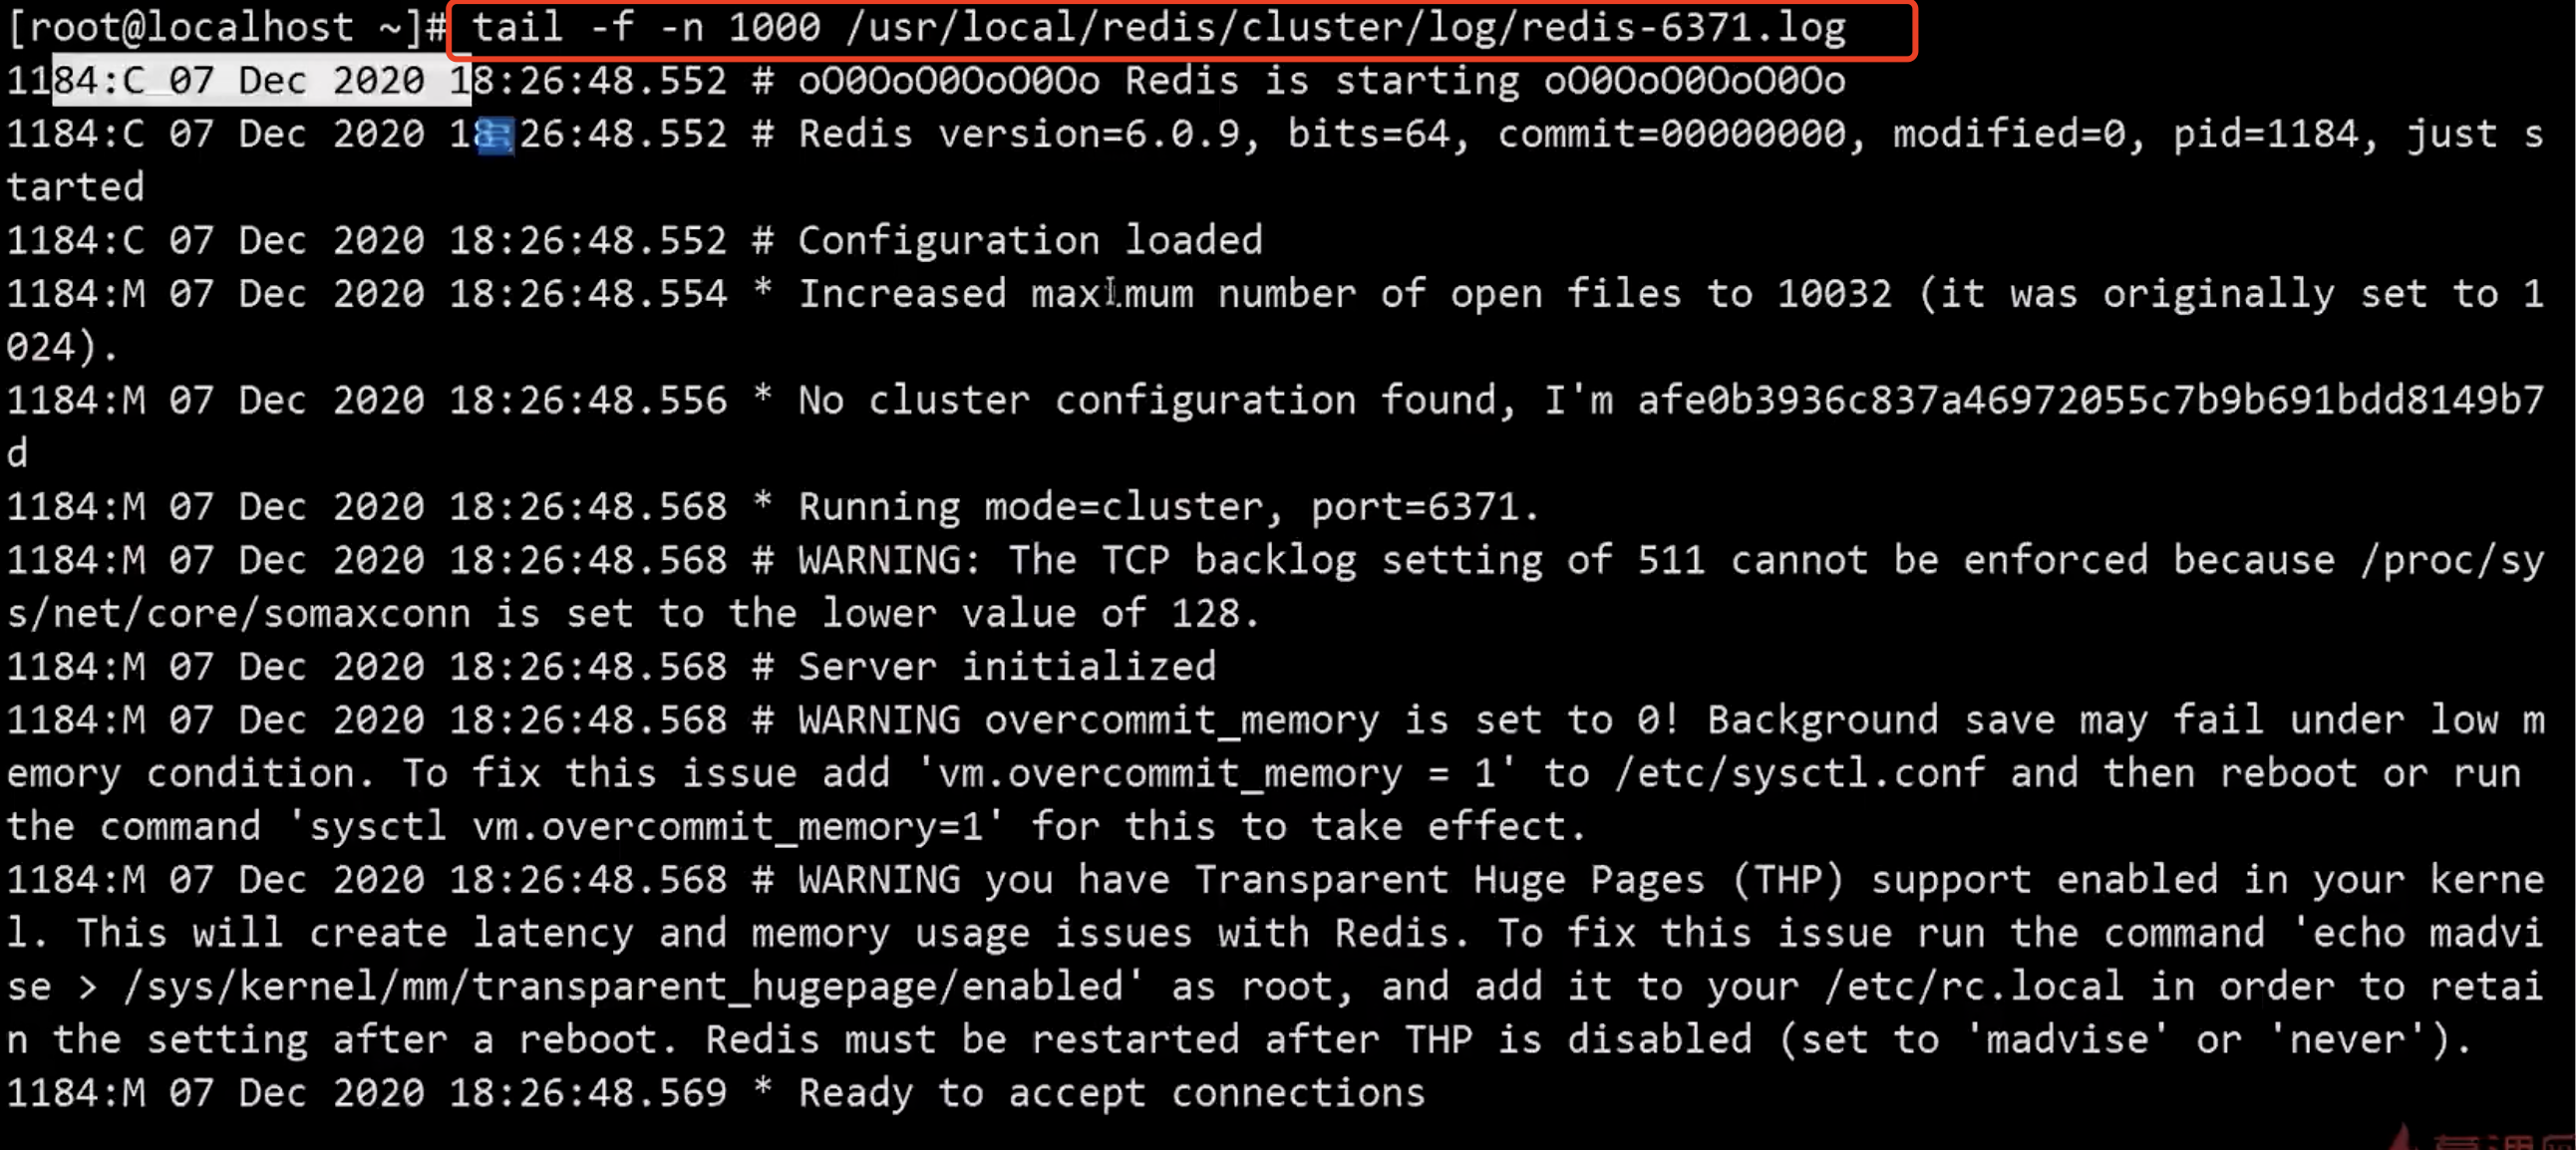 [root@localhost ~]# tail -f -n 1000 /usr/local/redis/cluster/log/redis-6371.log
1184:C 07 Dec 2020 18:26:48.552 # oO0OoO0OoO0Oo Redis is starting oO0OoO0OoO0Oo
1184:C 07 Dec 2020 18:26:48.552 # Redis version=6.0.9, bits=64, commit=00000000, modified=0, pid=1184, just s
tarted
1184:C 07 Dec 2020 18:26:48.552 # Configuration loaded
1184:M 07 Dec 2020 18:26:48.554 * Increased maximum number of open files to 10032 (it was originally set to 1
024).
1184:M 07 Dec 2020 18:26:48.556 * No cluster configuration found, I'm afe0b3936c837a46972055c7b9b691bdd8149b7
d
1184:M 07 Dec 2020 18:26:48.568 * Running mode=cluster, port=6371.
1184:M 07 Dec 2020 18:26:48.568 # WARNING: The TCP backlog setting of 511 cannot be enforced because /proc/sy
s/net/core/somaxconn is set to the lower value of 128.
1184:M 07 Dec 2020 18:26:48.568 # Server initialized
1184:M 07 Dec 2020 18:26:48.568 # WARNING overcommit_memory is set to 0! Background save may fail under low m
emory condition. To fix this issue add 'vm.overcommit_memory = 1' to /etc/sysctl.conf and then reboot or run
the command 'sysctl vm.overcommit_memory=1' for this to take effect.
1184:M 07 Dec 2020 18:26:48.568 # WARNING you have Transparent Huge Pages (THP) support enabled in your kerne
l. This will create latency and memory usage issues with Redis. To fix this issue run the command 'echo madvi
se > /sys/kernel/mm/transparent_hugepage/enabled' as root, and add it to your /etc/rc.local in order to retai
n the setting after a reboot. Redis must be restarted after THP is disabled (set to 'madvise' or 'never').
1184:M 07 Dec 2020 18:26:48.569 * Ready to accept connections